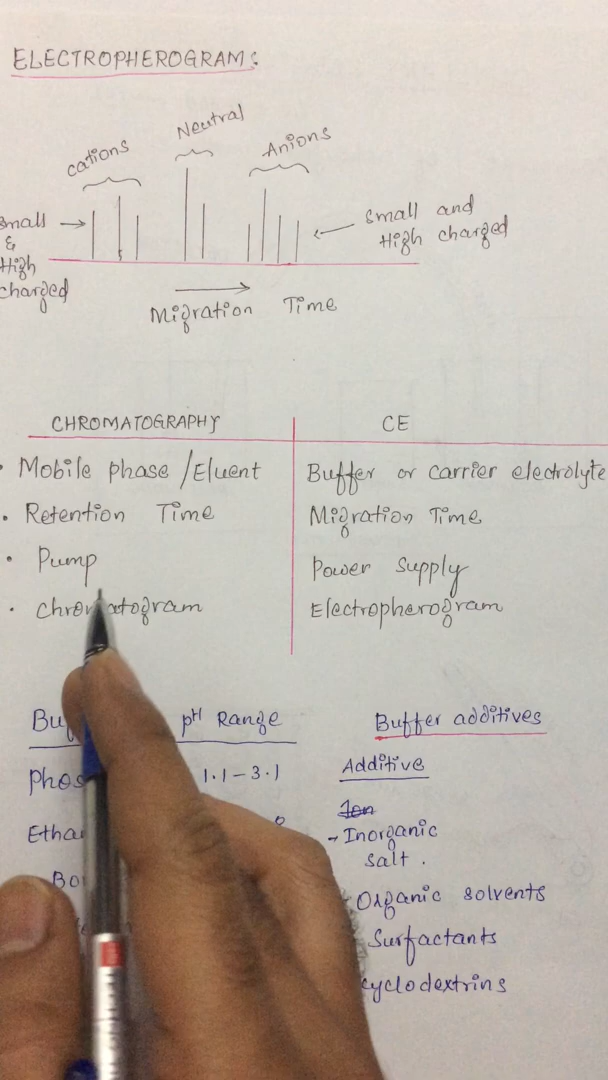 ELECTROPHEROGRAM:
Cations Neutral Anions
Small
&
High
charged
Small and
High charged
Migration Time
CHROMATOGRAPHY CE
• Mobile phase /Eluent Buffer or carrier electrolyte
• Retention Time Migration Time
• Pump Power Supply
• Chromatogram Electropherogram
pH Range Buffer additives
1.1-3.1 Additive
- Inorganic
salt.
Organic solvents
Surfactants
cyclodextrins